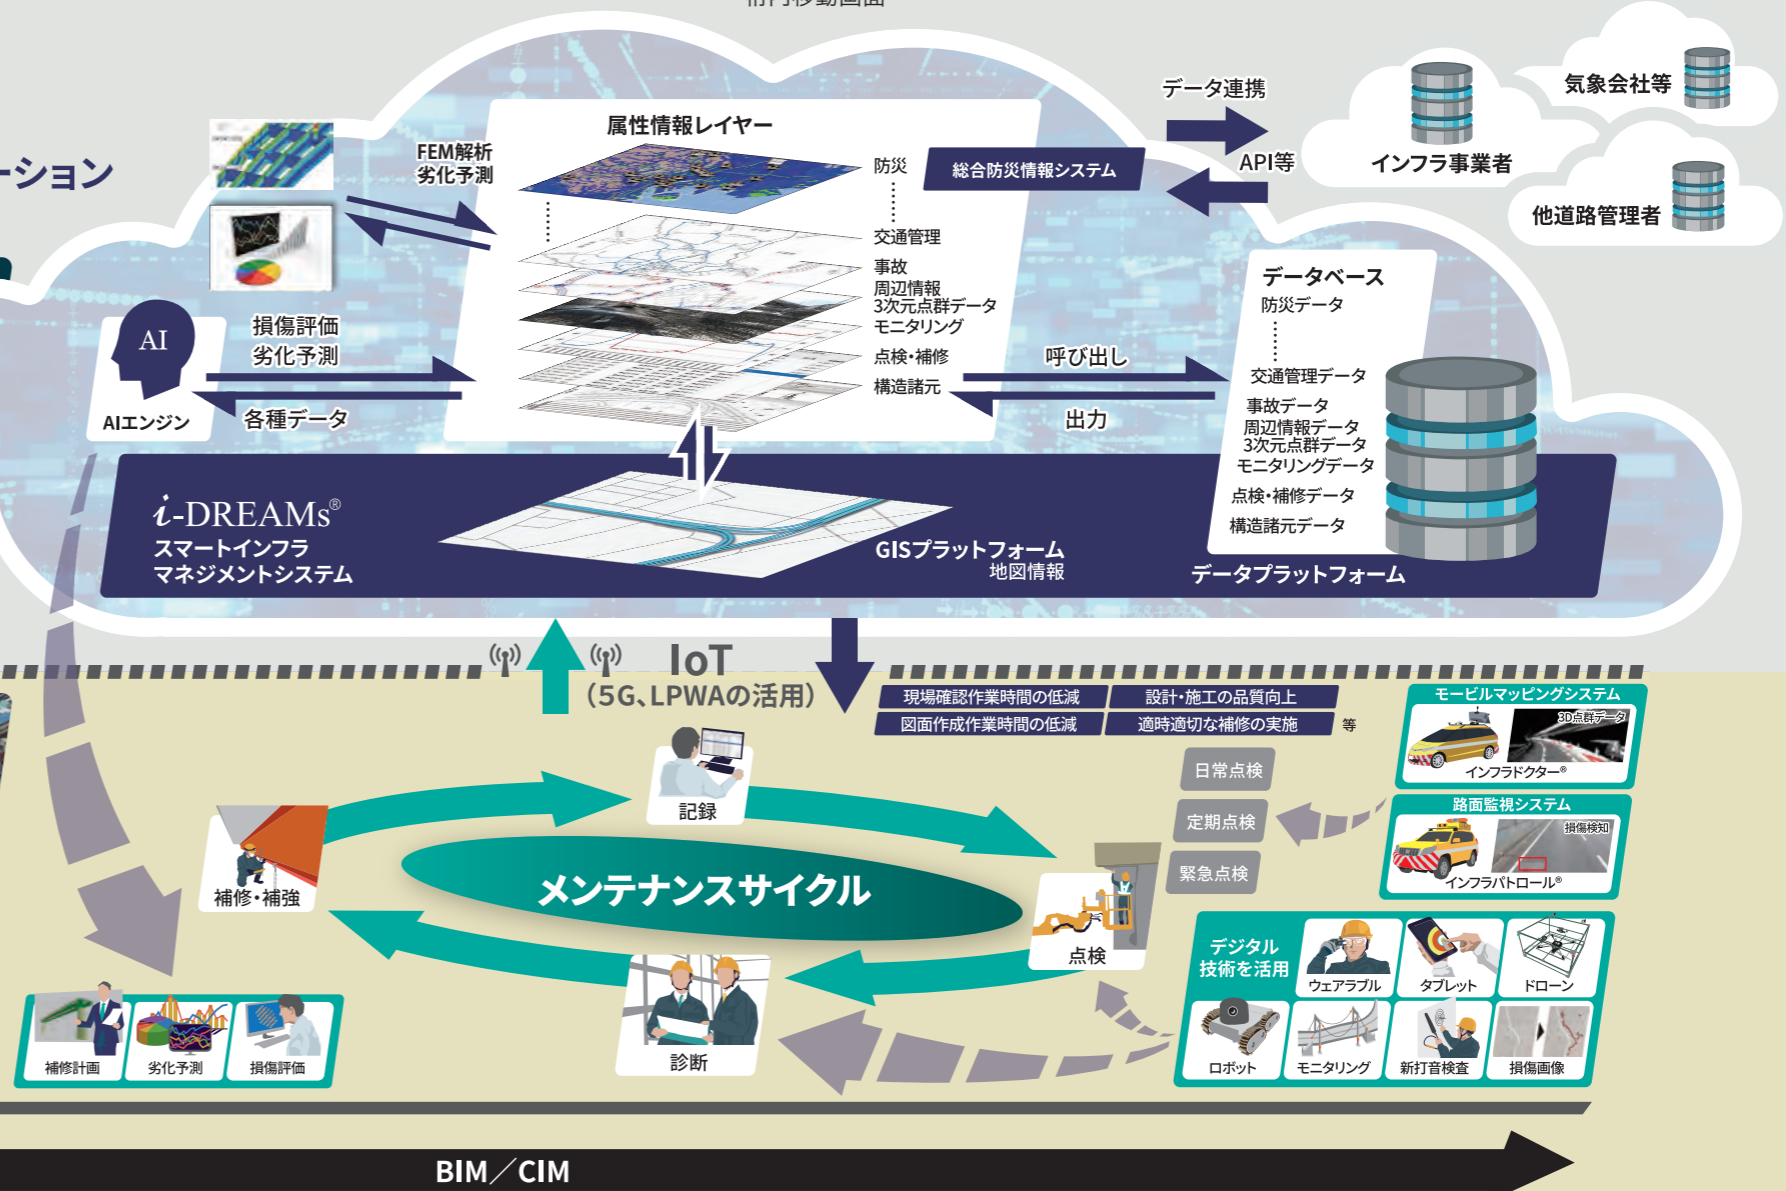 桁内移動画面
ーション
属性情報レイヤー
FEM解析
劣化予測
防災
総合防災情報システム
交通管理
事故
周辺情報
3次元点群データ
モニタリング
点検・補修
構造諸元
データ連携
API等
インフラ事業者
気象会社等
他道路管理者
AI
AIエンジン
損傷評価
劣化予測
各種データ
呼び出し
出力
データベース
防災データ
交通管理データ
事故データ
周辺情報データ
3次元点群データ
モニタリングデータ
点検・補修データ
構造諸元データ
データプラットフォーム
i-DREAMs®
スマートインフラ
マネジメントシステム
GISプラットフォーム
地図情報
IoT
（5G、LPWAの活用）
現場確認作業時間の低減
設計・施工の品質向上
図面作成作業時間の低減
適時適切な補修の実施
等
モービルマッピングシステム
3D点群データ
インフラドクター®
路面監視システム
損傷検知
インフラパトロール®
日常点検
定期点検
緊急点検
記録
補修・補強
メンテナンスサイクル
点検
診断
デジタル
技術を活用
ウェアラブル
タブレット
ドローン
ロボット
モニタリング
新打音検査
損傷画像
補修計画
劣化予測
損傷評価
BIM／CIM